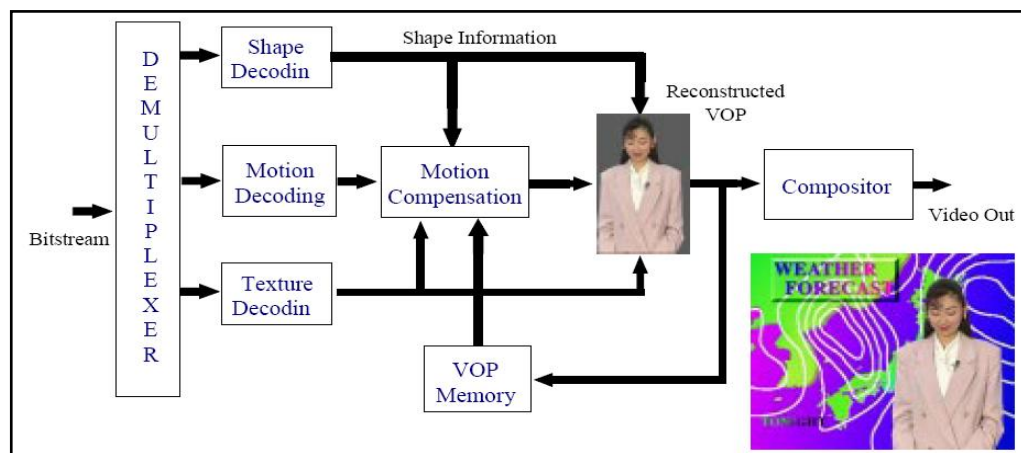 D
E
M
U
L
T
I
P
L
E
X
E
R
Bitstream
Shape
Decodin
Shape Information
Motion
Decoding
Motion
Compensation
Texture
Decodin
VOP
Memory
Reconstructed
VOP
Compositor
Video Out
WEATHER
FORECAST
TONIGHT